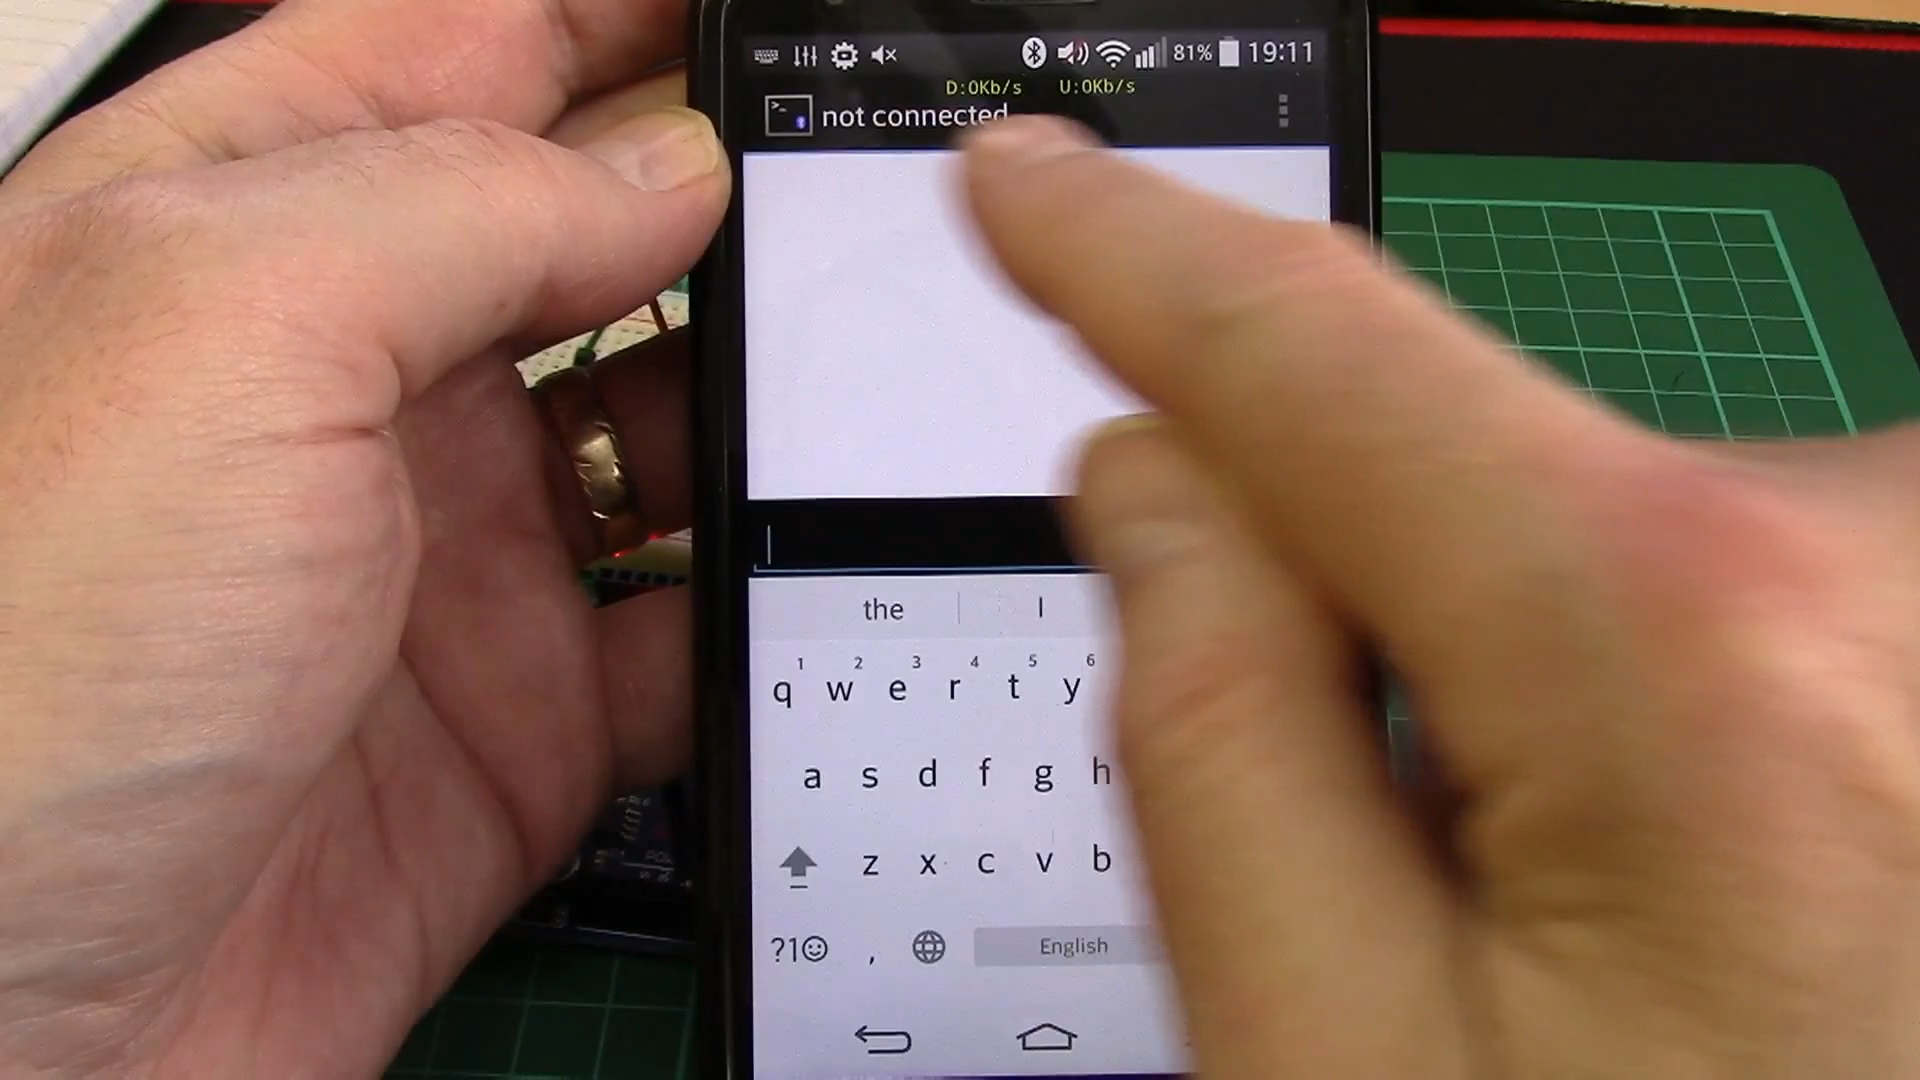 81% 19:11
D:0Kb/s U:0Kb/s
>_ not connected
the I
1 2 3 4 5 6
q w e r t y
a s d f g h
z x c v b
?1☺ , English